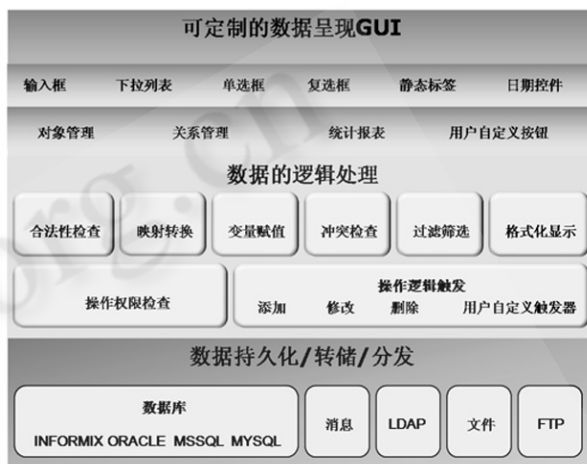 可定制的数据呈现GUI
输入框 下拉列表 单选框 复选框 静态标签 日期控件
对象管理 关系管理 统计报表 用户自定义按钮
数据的逻辑处理
合法性检查 映射转换 变量赋值 冲突检查 过滤筛选 格式化显示
操作权限检查
操作逻辑触发
添加 修改 删除 用户自定义触发器
数据持久化/转储/分发
数据库
INFORMIX ORACLE MSSQL MYSQL
消息 LDAP 文件 FTP
org.cn